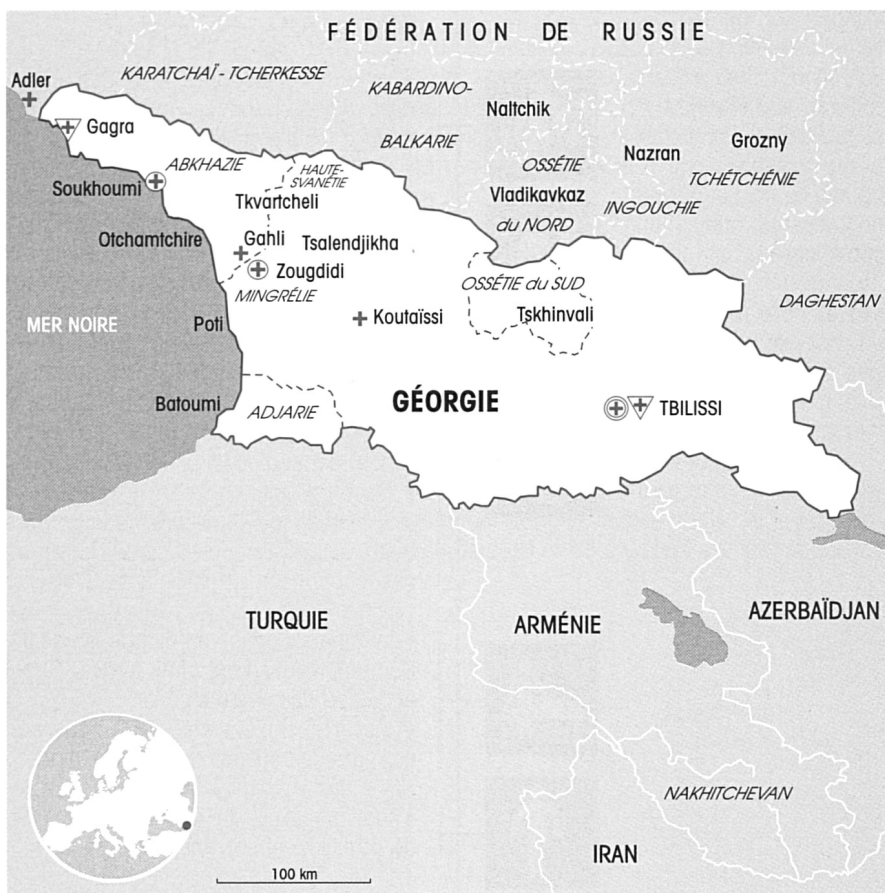 FÉDÉRATION DE RUSSIE
Adler
KARATCHAÏ - TCHERKESSE
KABARDINO-
BALKARIE
Naltchik
Gagra
OSSÉTIE
du NORD
Nazran
Grozny
TCHÉTCHÉNIE
ABKHAZIE
HAUTE-
SVANÉTIE
Soukhoumi
Tkvartcheli
Vladikavkaz
INGOUCHIE
Otchamtchire
Gahli
Tsalendjikha
Zougdidi
MINGRÉLIE
OSSÉTIE du SUD
Tskhinvali
DAGHESTAN
MER NOIRE
Poti
Koutaïssi
Batoumi
ADJARIE
GÉORGIE
TBILISSI
TURQUIE
ARMÉNIE
AZERBAÏDJAN
NAKHITCHEVAN
IRAN
100 km